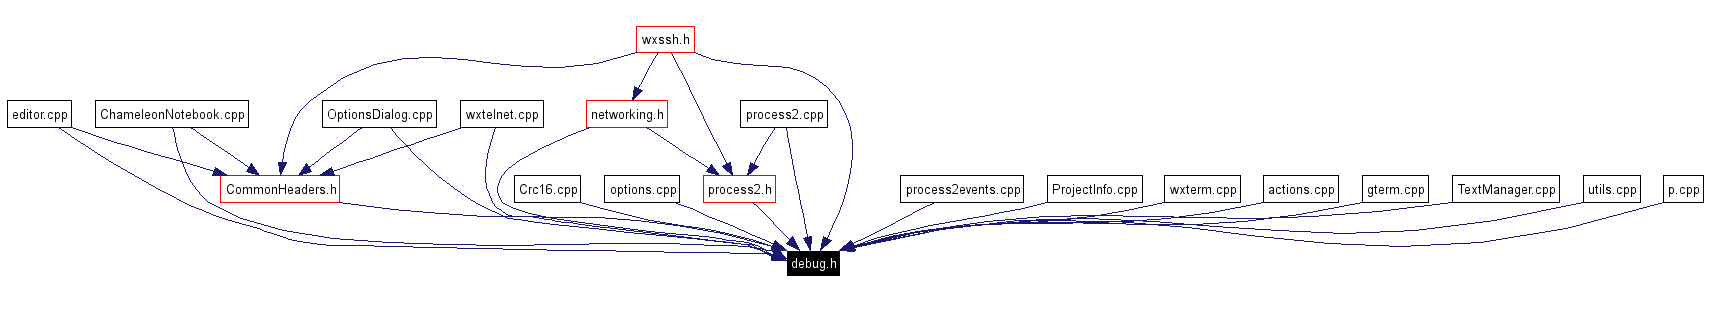 wxssh.h
editor.cpp
ChameleonNotebook.cpp
OptionsDialog.cpp
wxtelnet.cpp
networking.h
process2.cpp
CommonHeaders.h
Crc16.cpp
options.cpp
process2.h
process2events.cpp
ProjectInfo.cpp
wxterm.cpp
actions.cpp
gterm.cpp
TextManager.cpp
utils.cpp
p.cpp
debug.h